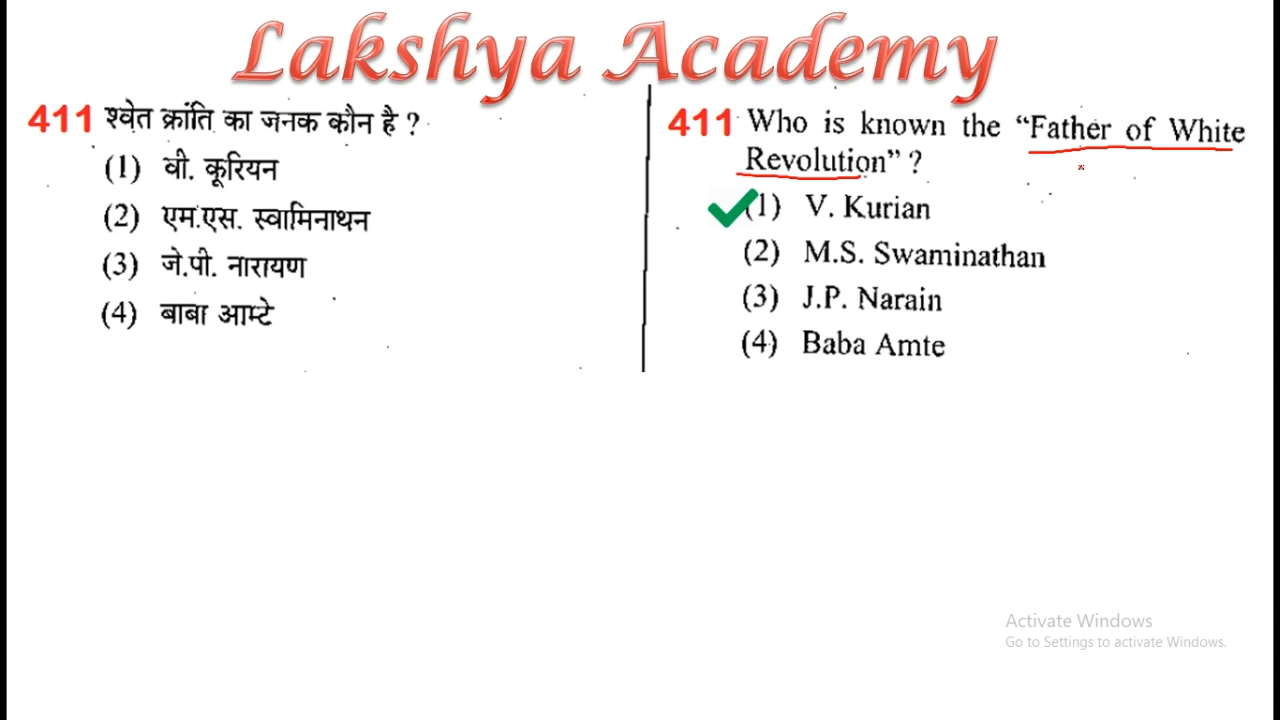 Lakshya Academy
411 श्वेत क्रांति का जनक कौन है ?
(1) वी. कूरियन
(2) एम.एस. स्वामिनाथन
(3) जे.पी. नारायण
(4) बाबा आम्टे
411 Who is known the “Father of White
Revolution” ?
(1) V. Kurian
(2) M.S. Swaminathan
(3) J.P. Narain
(4) Baba Amte
Activate Windows
Go to Settings to activate Windows.